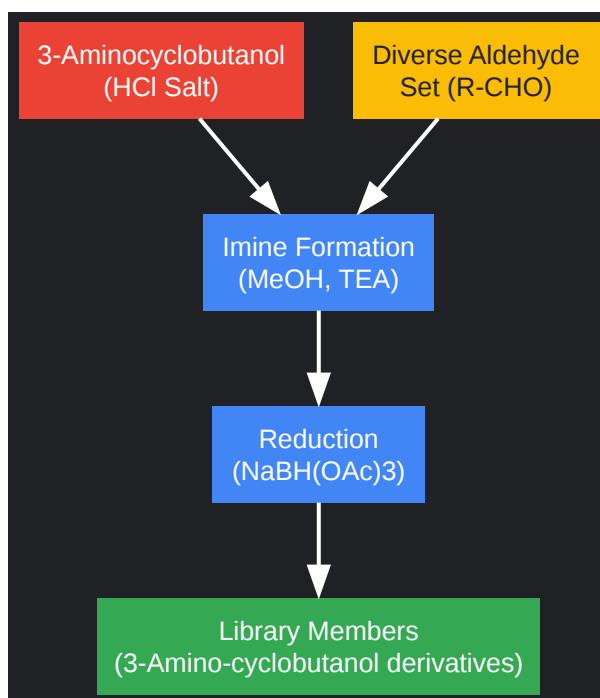 3-Aminocyclobutanol
(HCl Salt)
Diverse Aldehyde
Set (R-CHO)
Imine Formation
(MeOH, TEA)
Reduction
(NaBH(OAc)3)
Library Members
(3-Amino-cyclobutanol derivatives)